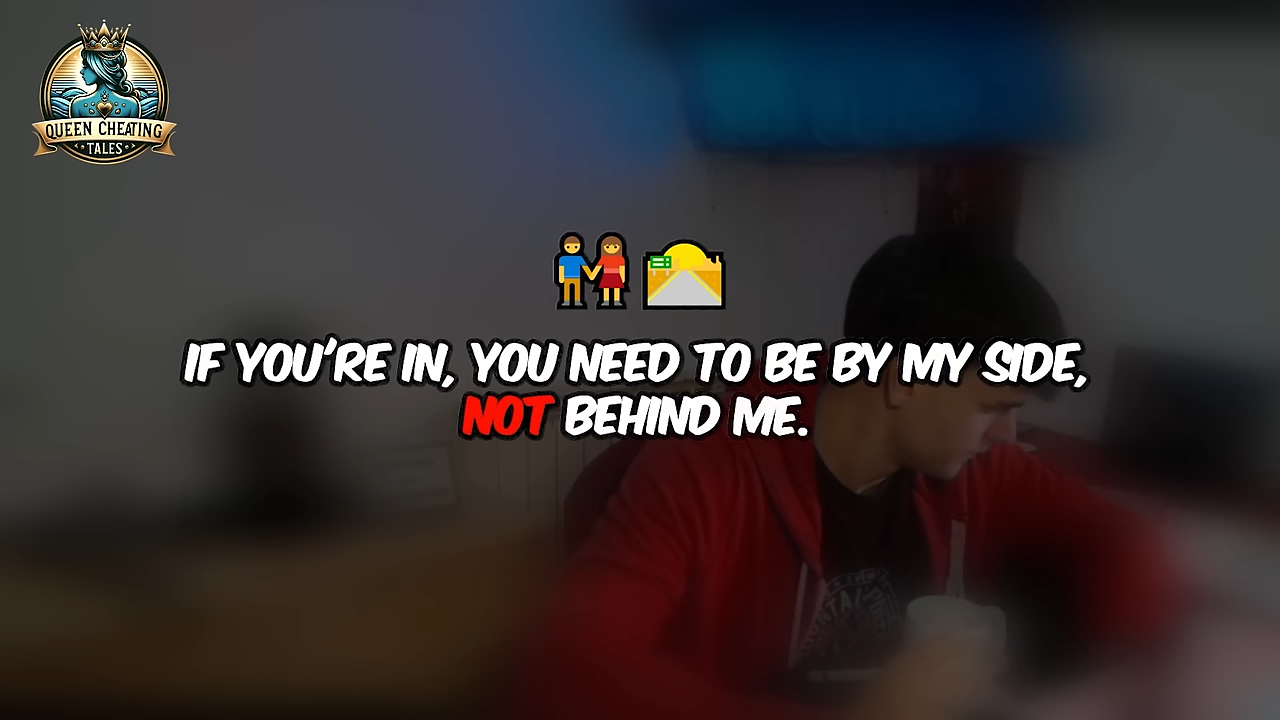 QUEEN CHEATING
TALES
IF YOU'RE IN, YOU NEED TO BE BY MY SIDE,
NOT BEHIND ME.